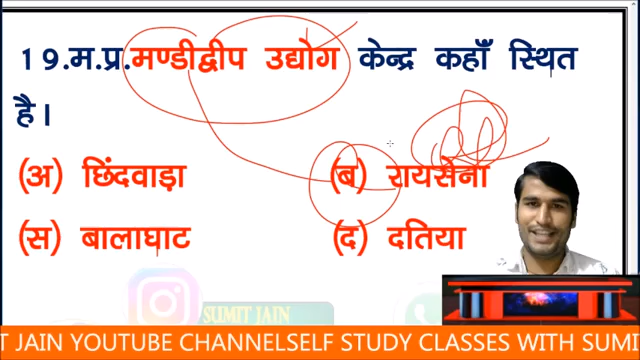 19.म.प्र. मण्डीद्वीप उद्योग केन्द्र कहाँ स्थित
है।
(अ) छिंदवाड़ा (ब) रायसेना
(स) बालाघाट (द) दतिया
SUMIT JAIN
T JAIN YOUTUBE CHANNELSELF STUDY CLASSES WITH SUMI